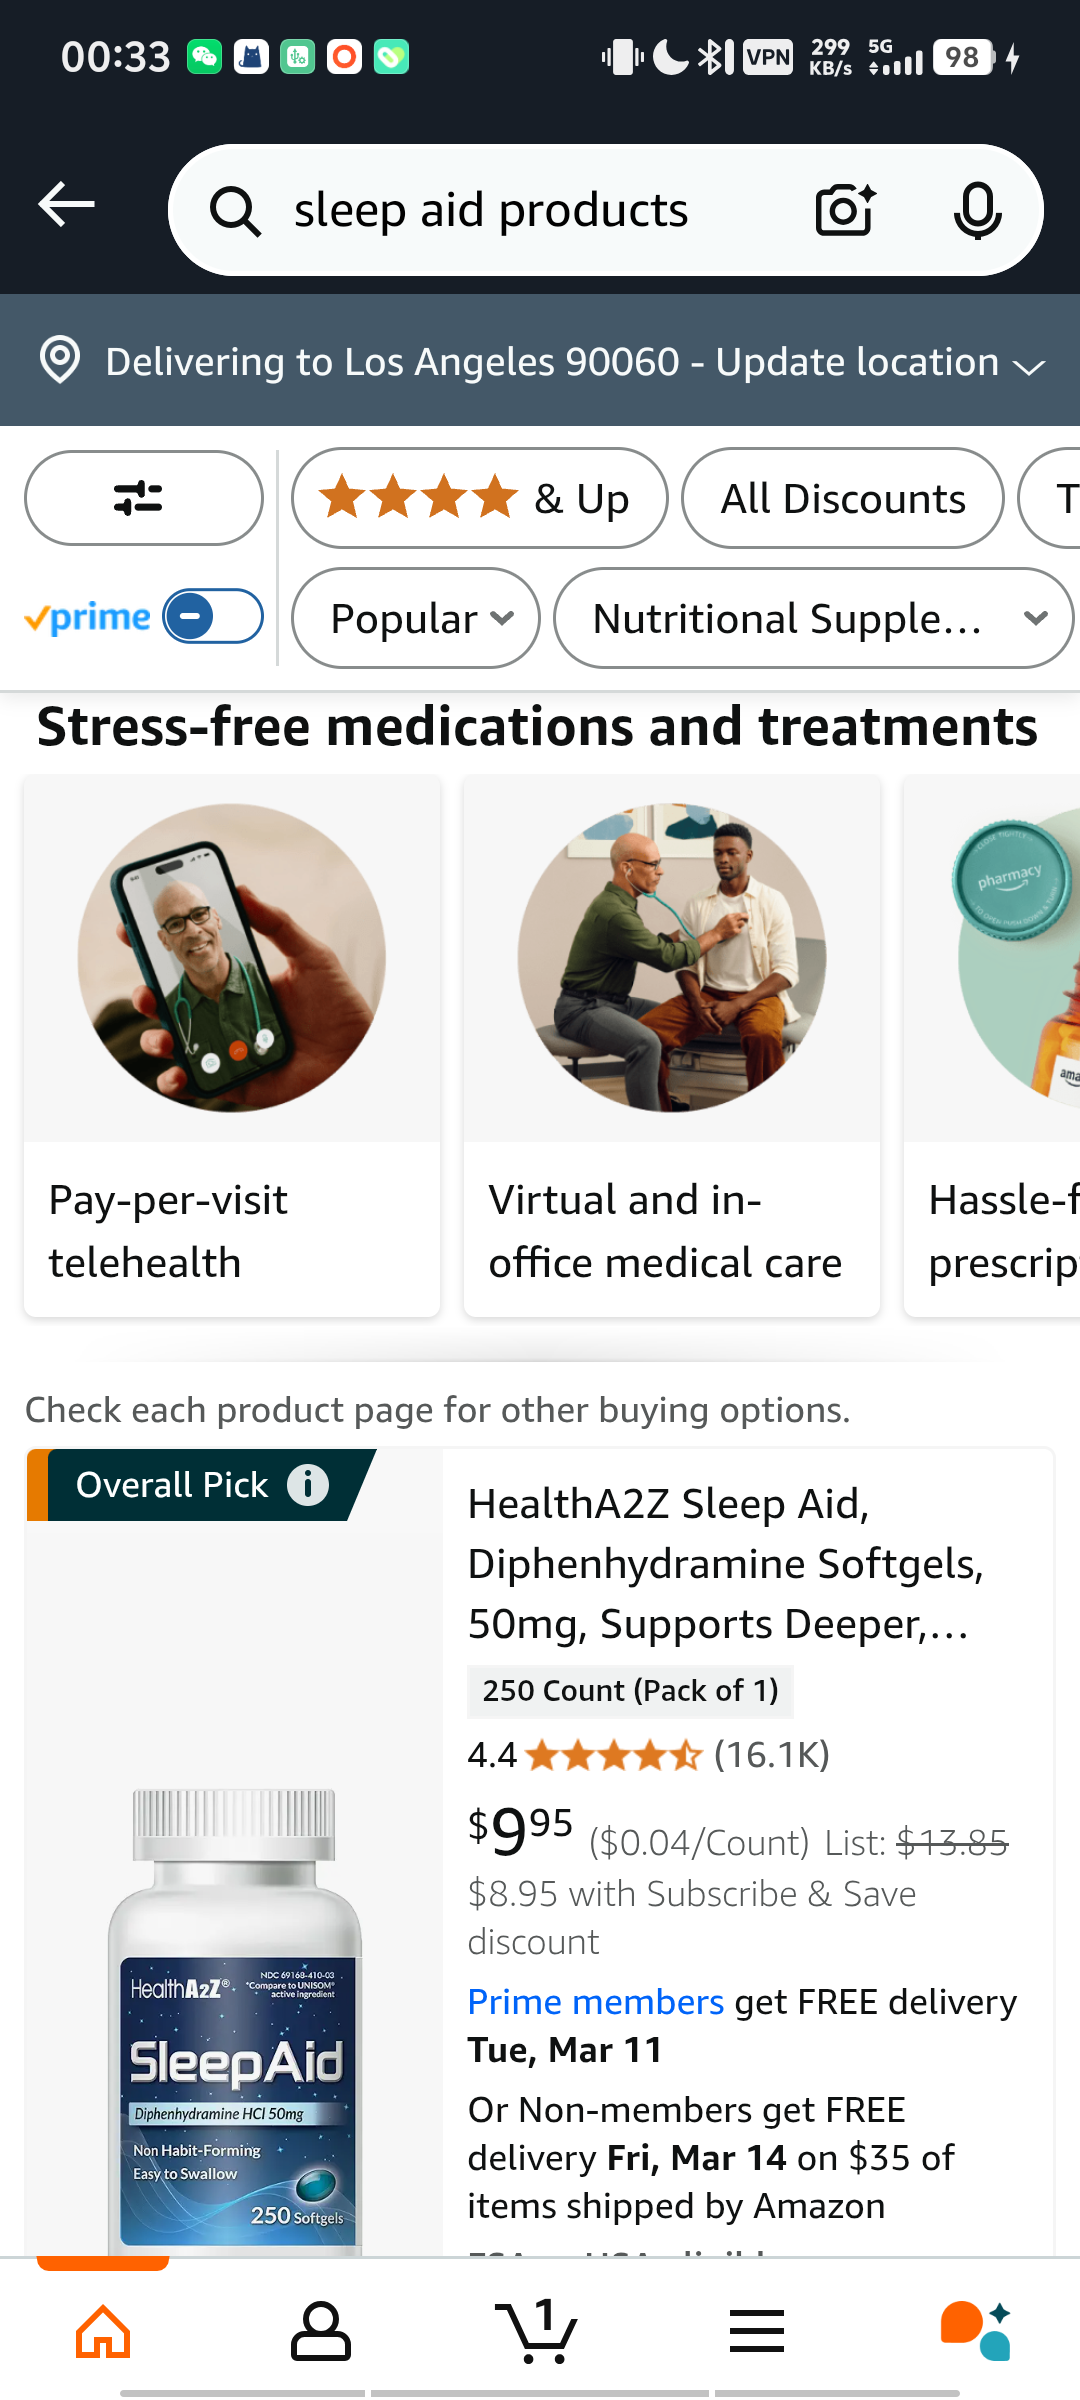 00:33
VPN
299
KB/s
5G
98
sleep aid products
Delivering to Los Angeles 90060 - Update location
& Up
All Discounts
T
prime
Popular
Nutritional Supple...
Stress-free medications and treatments
pharmacy
Pay-per-visit
telehealth
Virtual and in-
office medical care
Hassle-f
prescrip
Check each product page for other buying options.
Overall Pick
HealthA2Z Sleep Aid,
Diphenhydramine Softgels,
50mg, Supports Deeper,...
250 Count (Pack of 1)
4.4 (16.1K)
$9.95 ($0.04/Count) List: $13.85
$8.95 with Subscribe & Save
discount
Prime members get FREE delivery
Tue, Mar 11
Or Non-members get FREE
delivery Fri, Mar 14 on $35 of
items shipped by Amazon
HealthA2Z®
NDC 69168-410-03
*Compare to UNISOM®
active ingredient
SleepAid
Diphenhydramine HCl 50mg
Non Habit-Forming
Easy to Swallow
250 Softgels
1